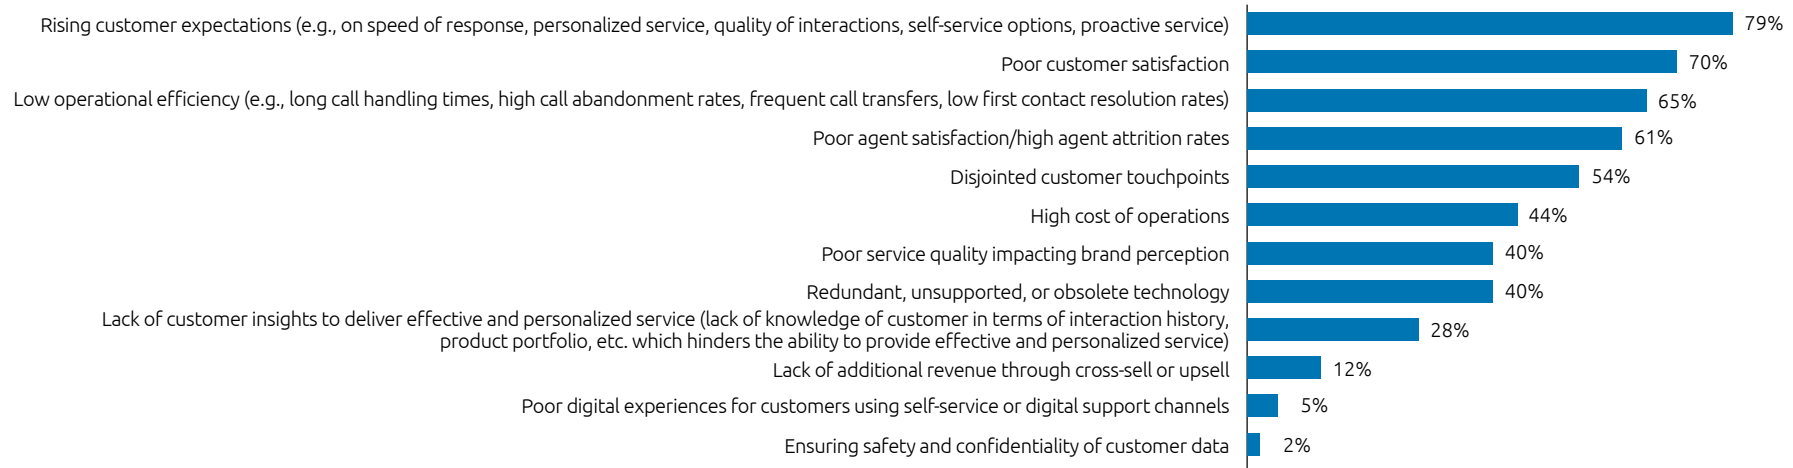 Rising customer expectations (e.g., on speed of response, personalized service, quality of interactions, self-service options, proactive service) 79%
Poor customer satisfaction 70%
Low operational efficiency (e.g., long call handling times, high call abandonment rates, frequent call transfers, low first contact resolution rates) 65%
Poor agent satisfaction/high agent attrition rates 61%
Disjointed customer touchpoints 54%
High cost of operations 44%
Poor service quality impacting brand perception 40%
Redundant, unsupported, or obsolete technology 40%
Lack of customer insights to deliver effective and personalized service (lack of knowledge of customer in terms of interaction history,
product portfolio, etc. which hinders the ability to provide effective and personalized service) 28%
Lack of additional revenue through cross-sell or upsell 12%
Poor digital experiences for customers using self-service or digital support channels 5%
Ensuring safety and confidentiality of customer data 2%